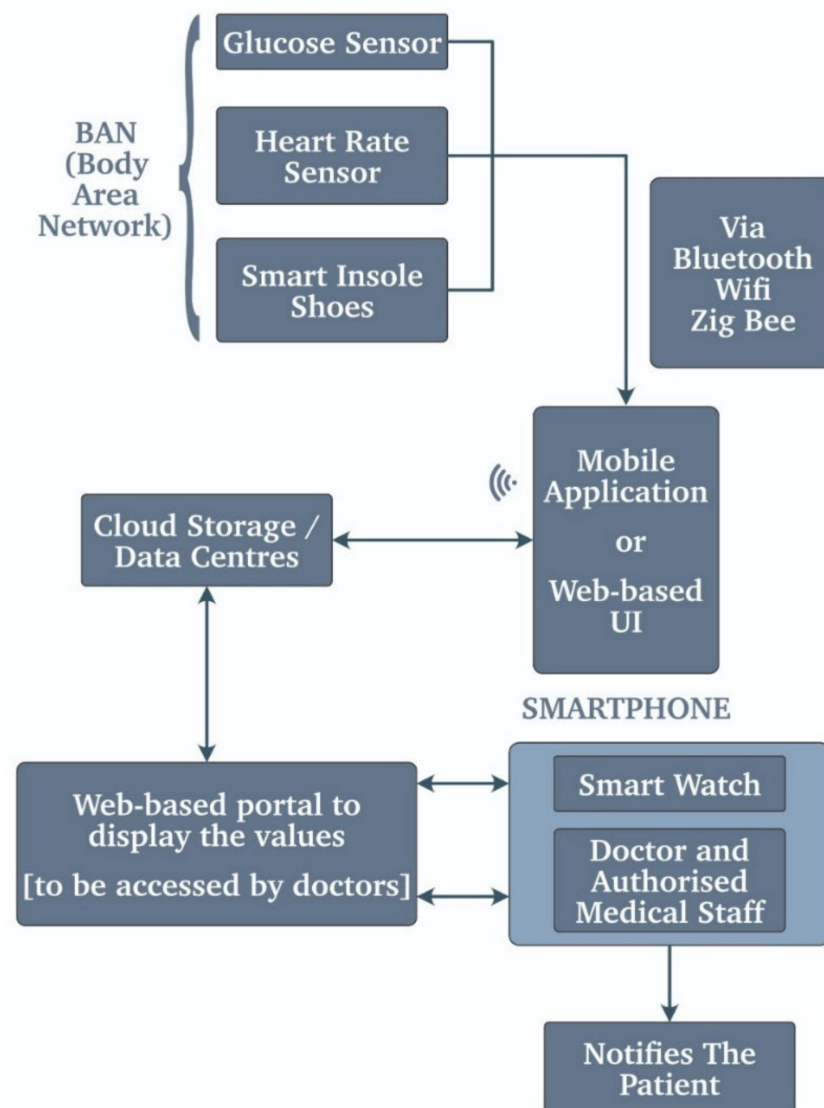 Glucose Sensor
BAN
(Body
Area
Network)
Heart Rate
Sensor
Smart Insole
Shoes
Via
Bluetooth
Wifi
Zig Bee
Mobile
Application
or
Web-based
UI
Cloud Storage /
Data Centres
SMARTPHONE
Web-based portal to
display the values
[to be accessed by doctors]
Smart Watch
Doctor and
Authorised
Medical Staff
Notifies The
Patient